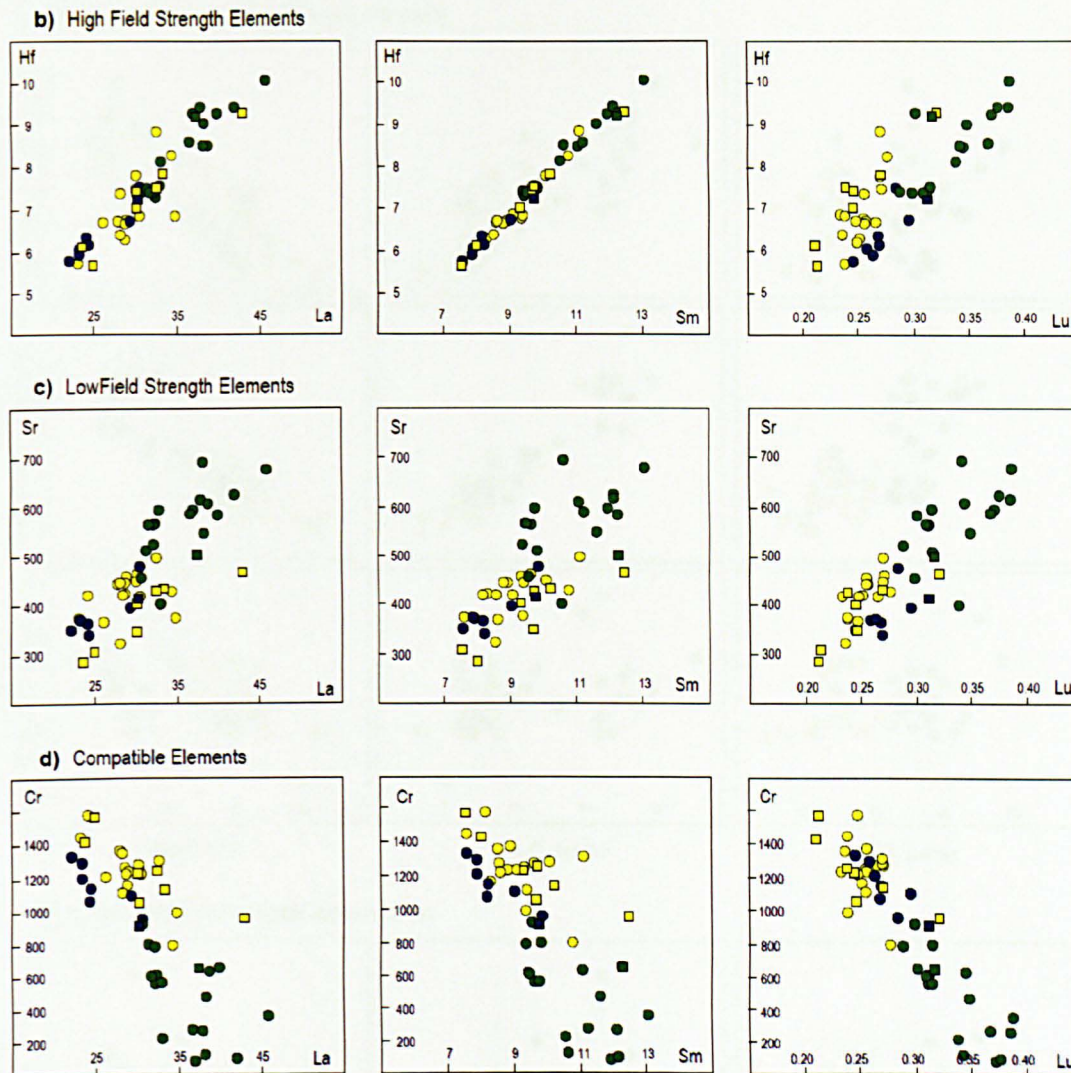 b) High Field Strength Elements
Hf Hf Hf
10 10 10
9 9 9
8 8 8
7 7 7
6 6 6
5 5 5
25 35 45 La 7 9 11 13 Sm 0.20 0.25 0.30 0.35 0.40 Lu
c) LowField Strength Elements
Sr Sr Sr
700 700 700
600 600 600
500 500 500
400 400 400
300 300 300
25 35 45 La 7 9 11 13 Sm 0.20 0.25 0.30 0.35 0.40 Lu
d) Compatible Elements
Cr Cr Cr
1400 1400 1400
1200 1200 1200
1000 1000 1000
800 800 800
600 600 600
400 400 400
200 200 200
25 35 45 La 7 9 11 13 Sm 0.20 0.25 0.30 0.35 0.40 Lu